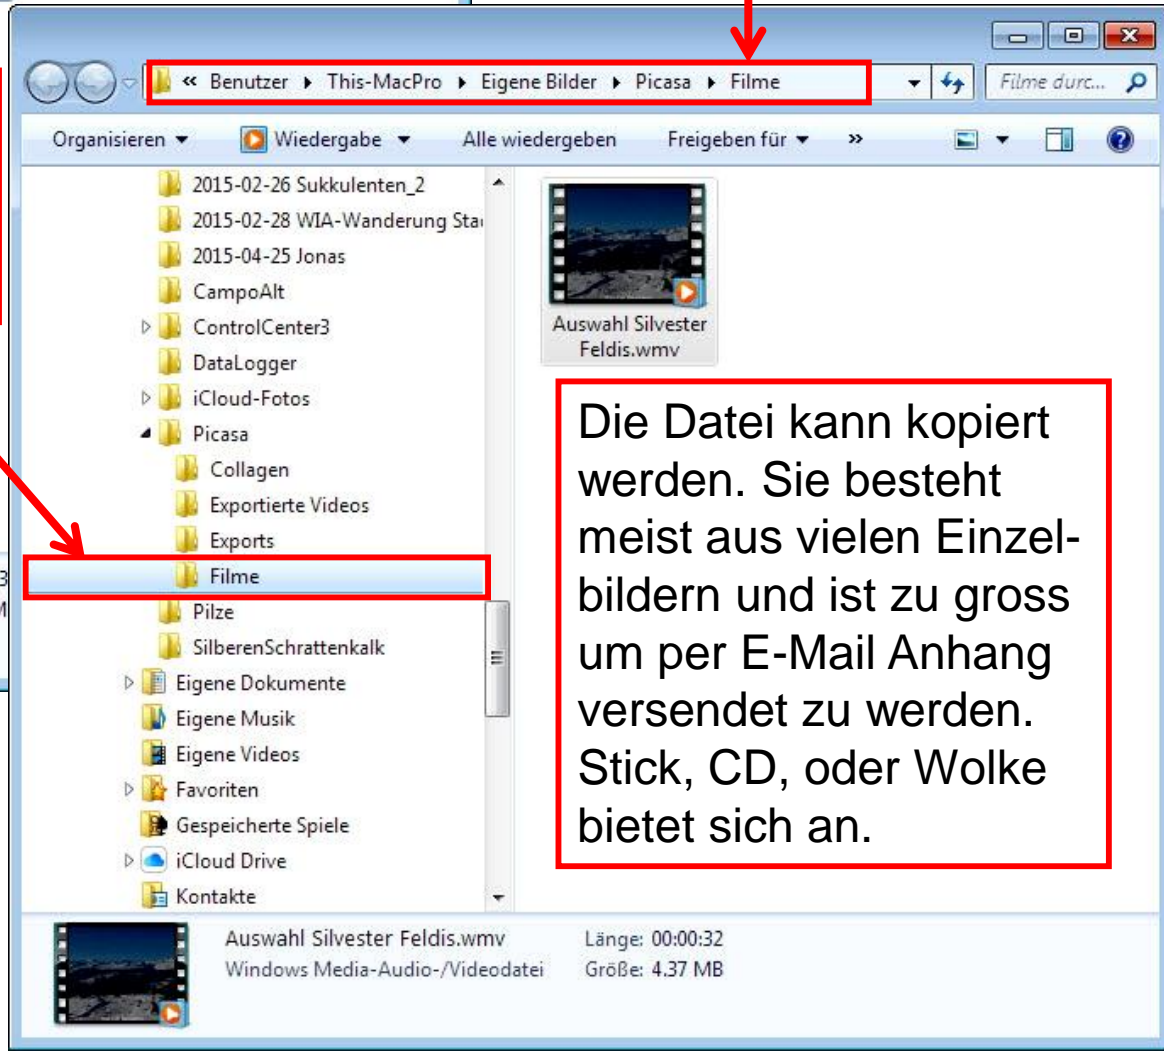 « Benutzer ▸ This-MacPro ▸ Eigene Bilder ▸ Picasa ▸ Filme
Filme durc...
Organisieren ▾ Wiedergabe ▾ Alle wiedergeben Freigeben für ▾ »
2015-02-26 Sukkulenten_2
2015-02-28 WIA-Wanderung
2015-04-25 Jonas
CampoAlt
ControlCenter3
DataLogger
iCloud-Fotos
Picasa
Collagen
Exportierte Videos
Exports
Filme
Pilze
SilberenSchrattenkalk
Eigene Dokumente
Eigene Musik
Eigene Videos
Favoriten
Gespeicherte Spiele
iCloud Drive
Kontakte
Auswahl Silvester
Feldis.wmv
Die Datei kann kopiert
werden. Sie besteht
meist aus vielen Einzel-
bildern und ist zu gross
um per E-Mail Anhang
versendet zu werden.
Stick, CD, oder Wolke
bietet sich an.
Auswahl Silvester Feldis.wmv Länge: 00:00:32
Windows Media-Audio-/Videodatei Größe: 4.37 MB